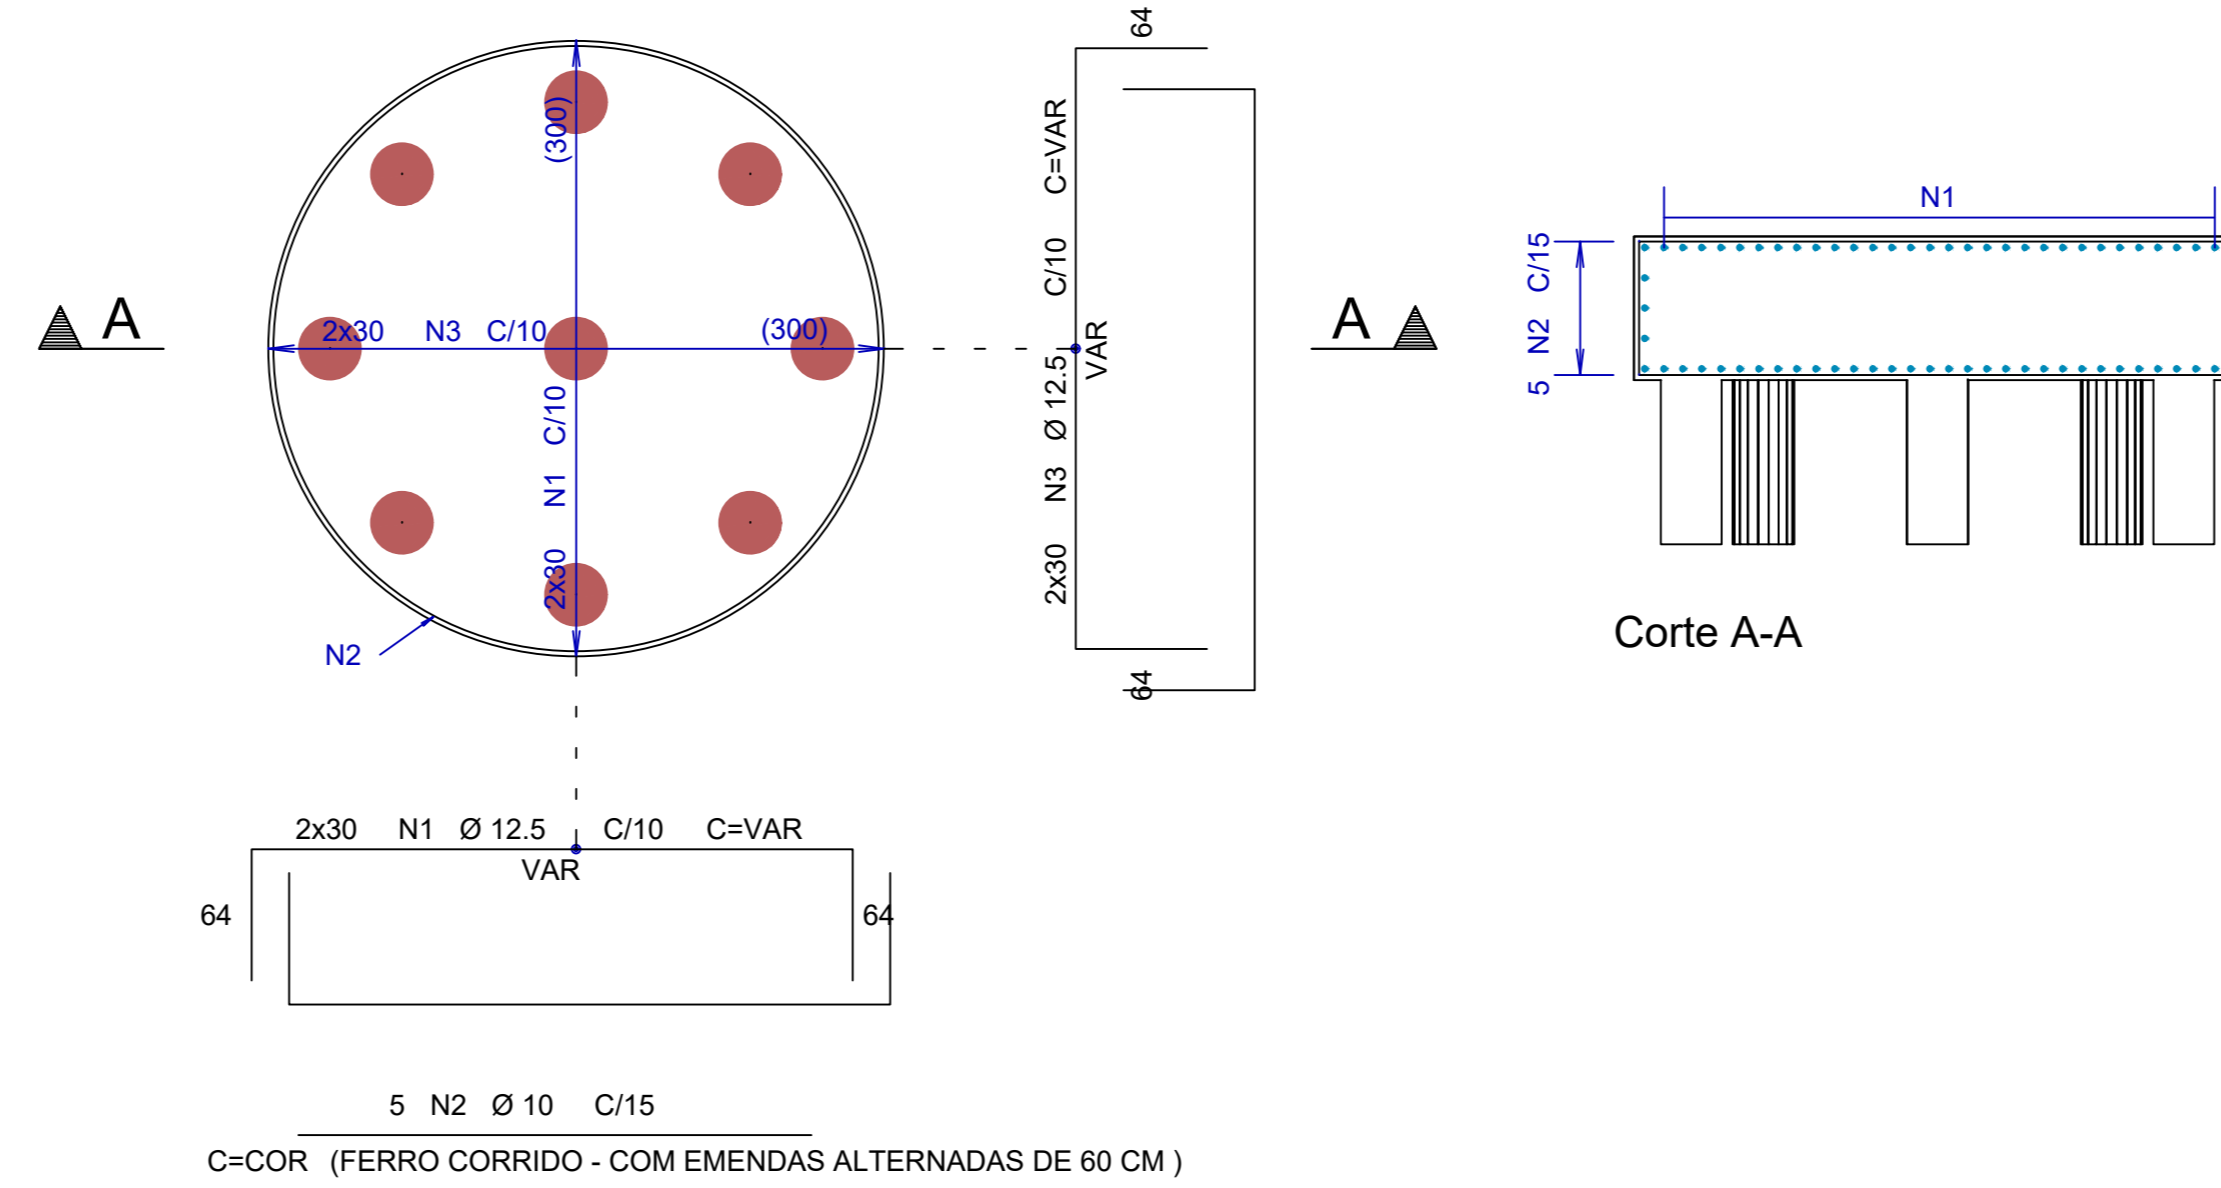 A
(300)
2x30 N3 C/10 (300)
2x30 N1 C/10
N2
64
2x30 N3 Ø 12.5 C/10 C=VAR
VAR
64
A
N1
5 N2 C/15
Corte A-A
2x30 N1 Ø 12.5 C/10 C=VAR
VAR
64
64
5 N2 Ø 10 C/15
C=COR (FERRO CORRIDO - COM EMENDAS ALTERNADAS DE 60 CM )